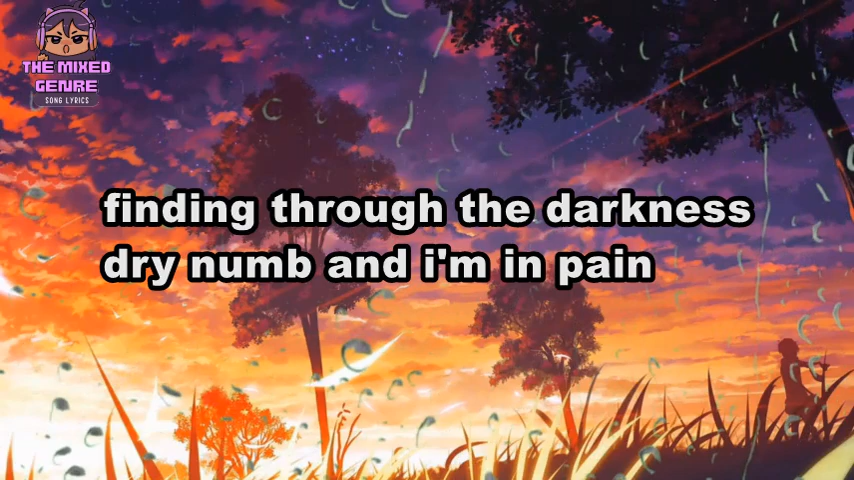 THE MIXED
GENRE
SONG LYRICS
finding through the darkness
dry numb and i'm in pain